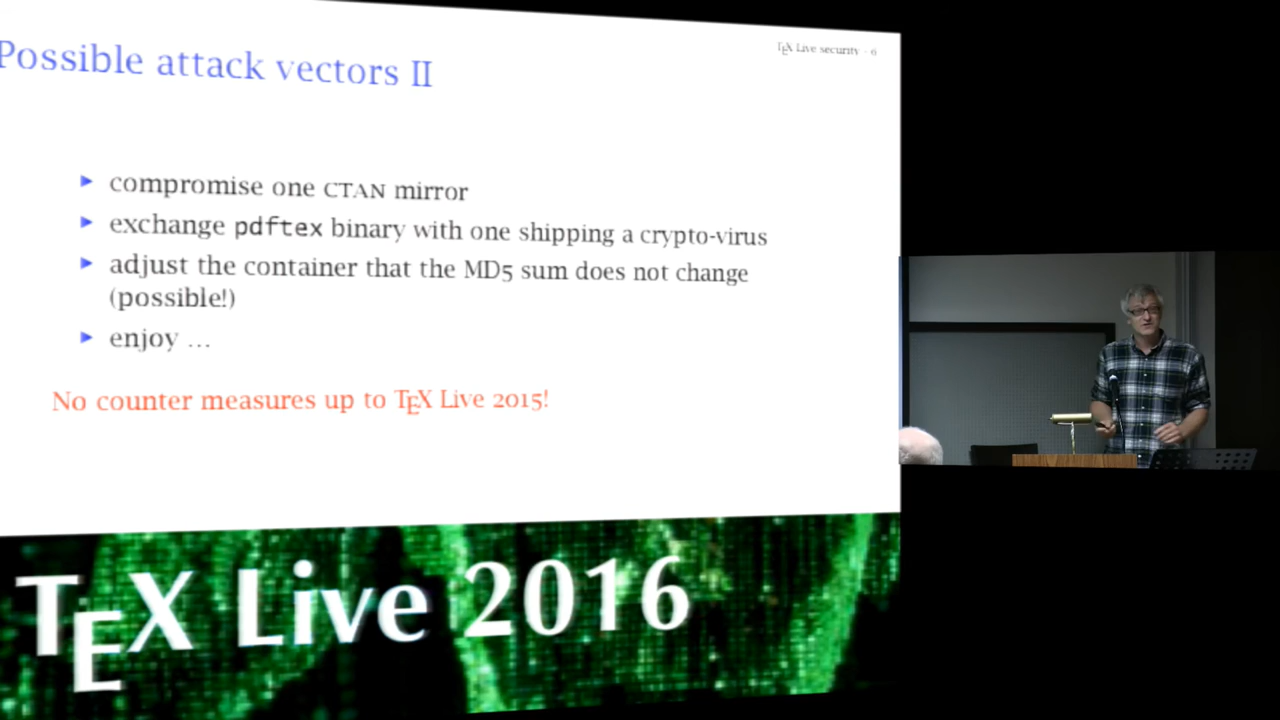 TEX Live security - 6
Possible attack vectors II
► compromise one CTAN mirror
► exchange pdftex binary with one shipping a crypto-virus
► adjust the container that the MD5 sum does not change
(possible!)
► enjoy ...
No counter measures up to TEX Live 2015!
TEX Live 2016